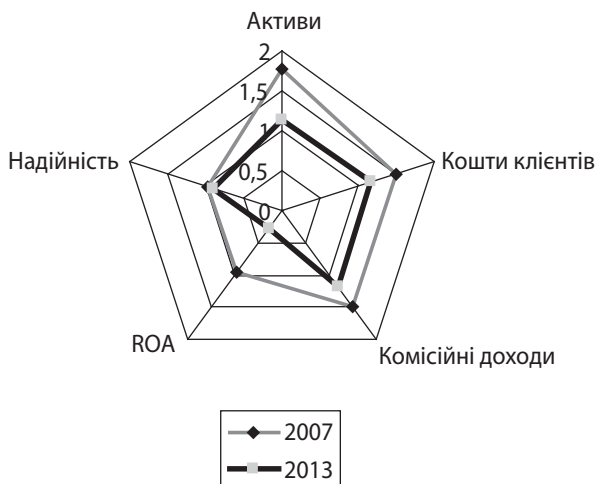 Активи
2
1,5
1
0,5
0
Надійність
Кошти клієнтів
ROA
Комісійні доходи
2007
2013